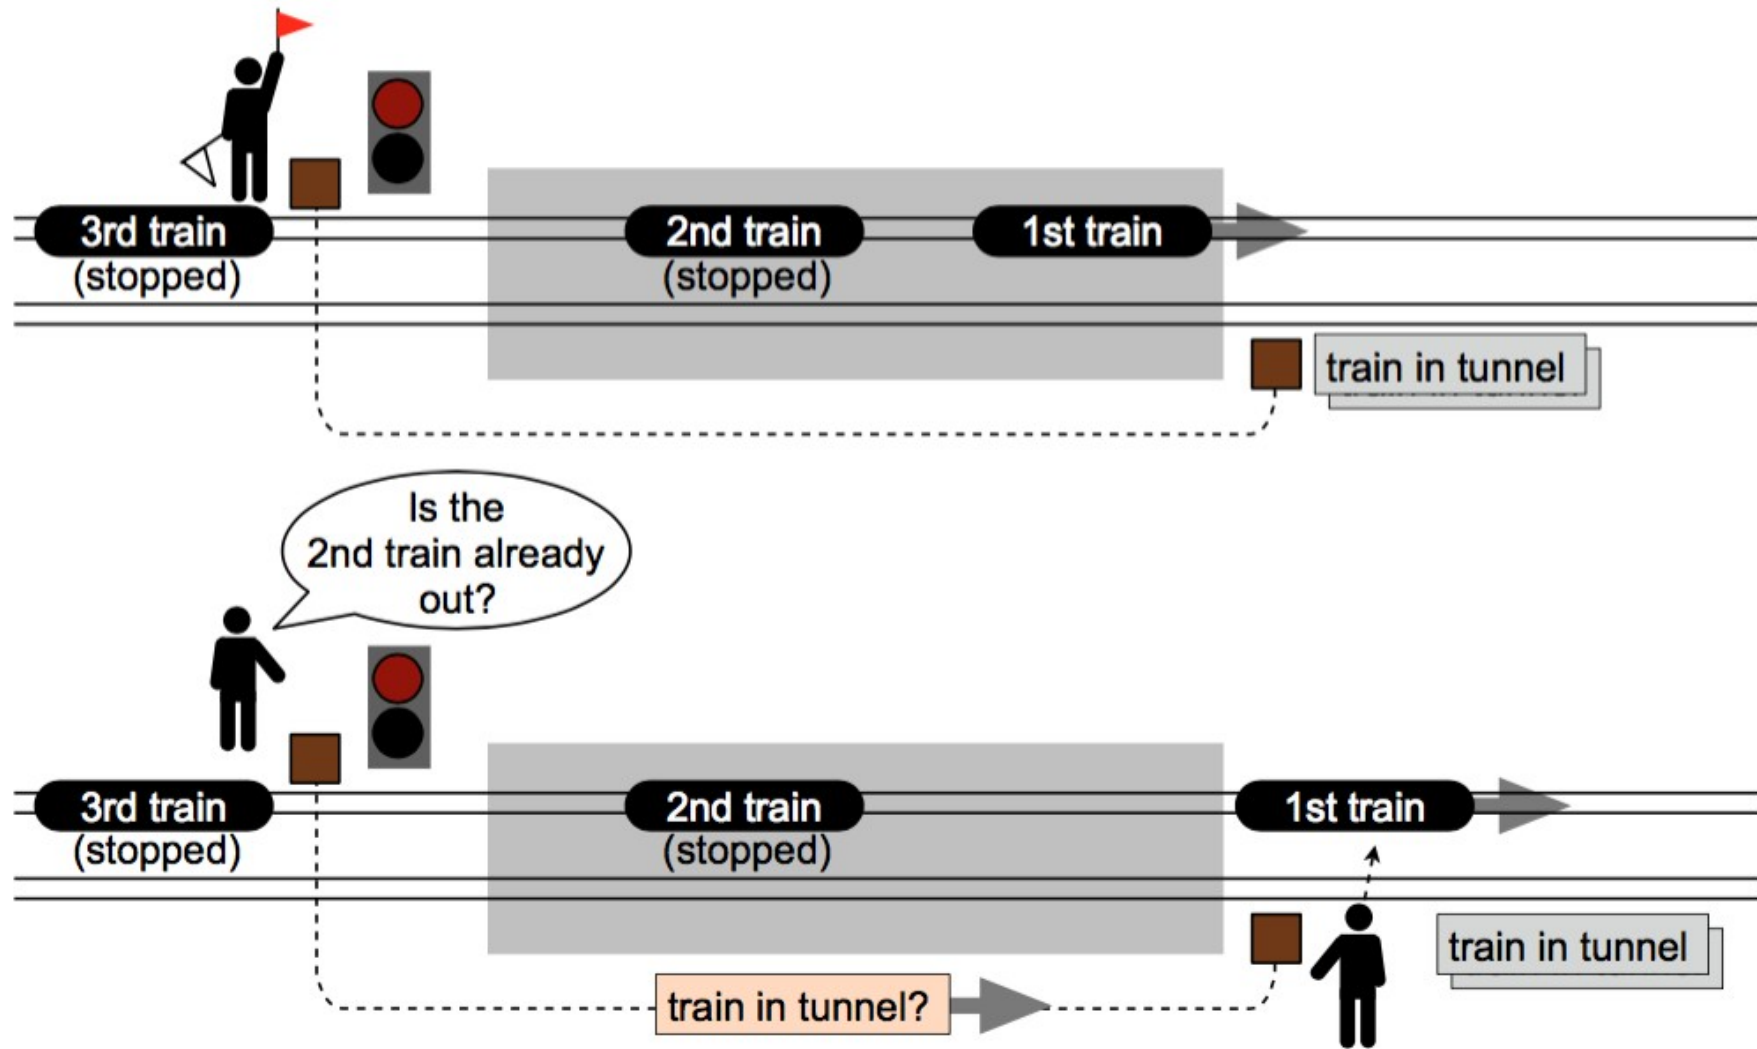 3rd train
(stopped)
2nd train
(stopped)
1st train
train in tunnel
Is the
2nd train already
out?
3rd train
(stopped)
2nd train
(stopped)
1st train
train in tunnel
train in tunnel?